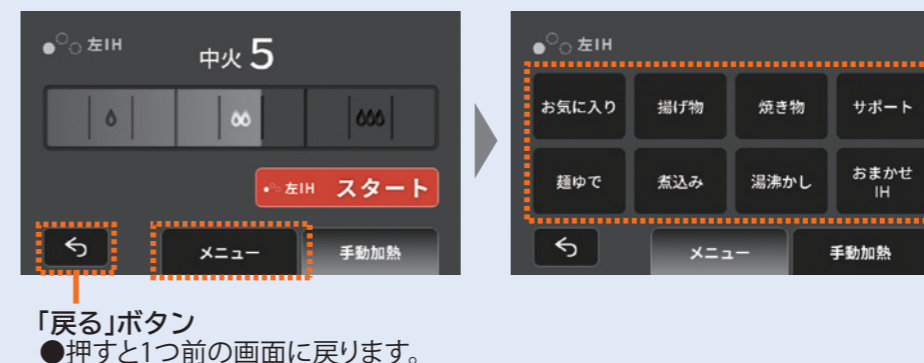 左IH
中火 5
左IH スタート
メニュー
手動加熱
「戻る」ボタン
●押すと1つ前の画面に戻ります。
左IH
お気に入り 揚げ物 焼き物 サポート
麺ゆで 煮込み 湯沸かし おまかせ
IH
メニュー
手動加熱